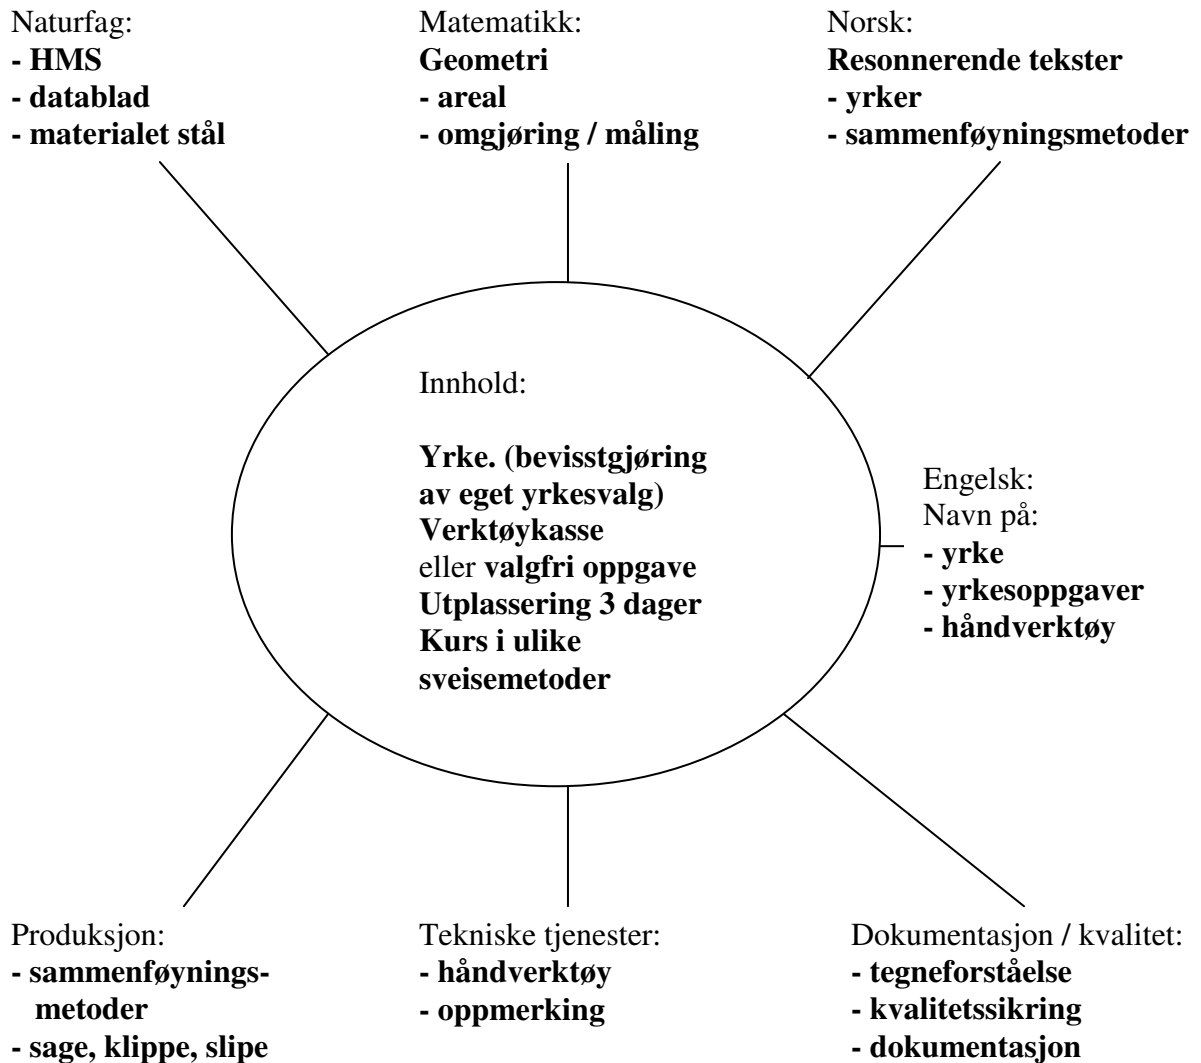 Naturfag:
- HMS
- datablad
- materialet stål
Matematikk:
Geometri
- areal
- omgjøring / måling
Norsk:
Resonnerende tekster
- yrker
- sammenføyningsmetoder
Innhold:
Yrke. (bevisstgjøring
av eget yrkesvalg)
Verktøykasse
eller valgfri oppgave
Utplassering 3 dager
Kurs i ulike
sveisemetoder
Engelsk:
Navn på:
- yrke
- yrkesoppgaver
- håndverktøy
Produksjon:
- sammenføynings-
metoder
- sage, klippe, slipe
Tekniske tjenester:
- håndverktøy
- oppmerking
Dokumentasjon / kvalitet:
- tegneforståelse
- kvalitetssikring
- dokumentasjon